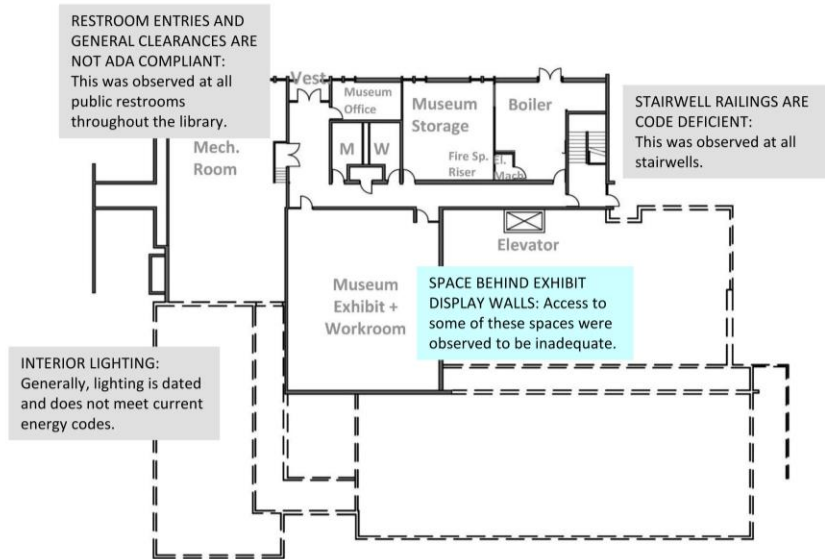 RESTROOM ENTRIES AND
GENERAL CLEARANCES ARE
NOT ADA COMPLIANT:
This was observed at all
public restrooms
throughout the library.
Vest
Museum
Office
Museum
Storage
Boiler
STAIRWELL RAILINGS ARE
CODE DEFICIENT:
This was observed at all
stairwells.
Mech.
Room
M
W
Fire Sp.
Riser
El.
Mach
Elevator
Museum
Exhibit +
Workroom
SPACE BEHIND EXHIBIT
DISPLAY WALLS: Access to
some of these spaces were
observed to be inadequate.
INTERIOR LIGHTING:
Generally, lighting is dated
and does not meet current
energy codes.